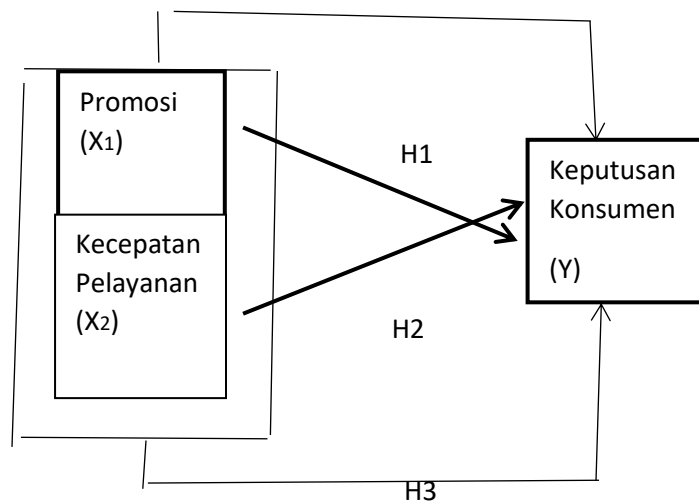 Promosi
(X1)
Kecepatan
Pelayanan
(X2)
H1
H2
Keputusan
Konsumen
(Y)
H3